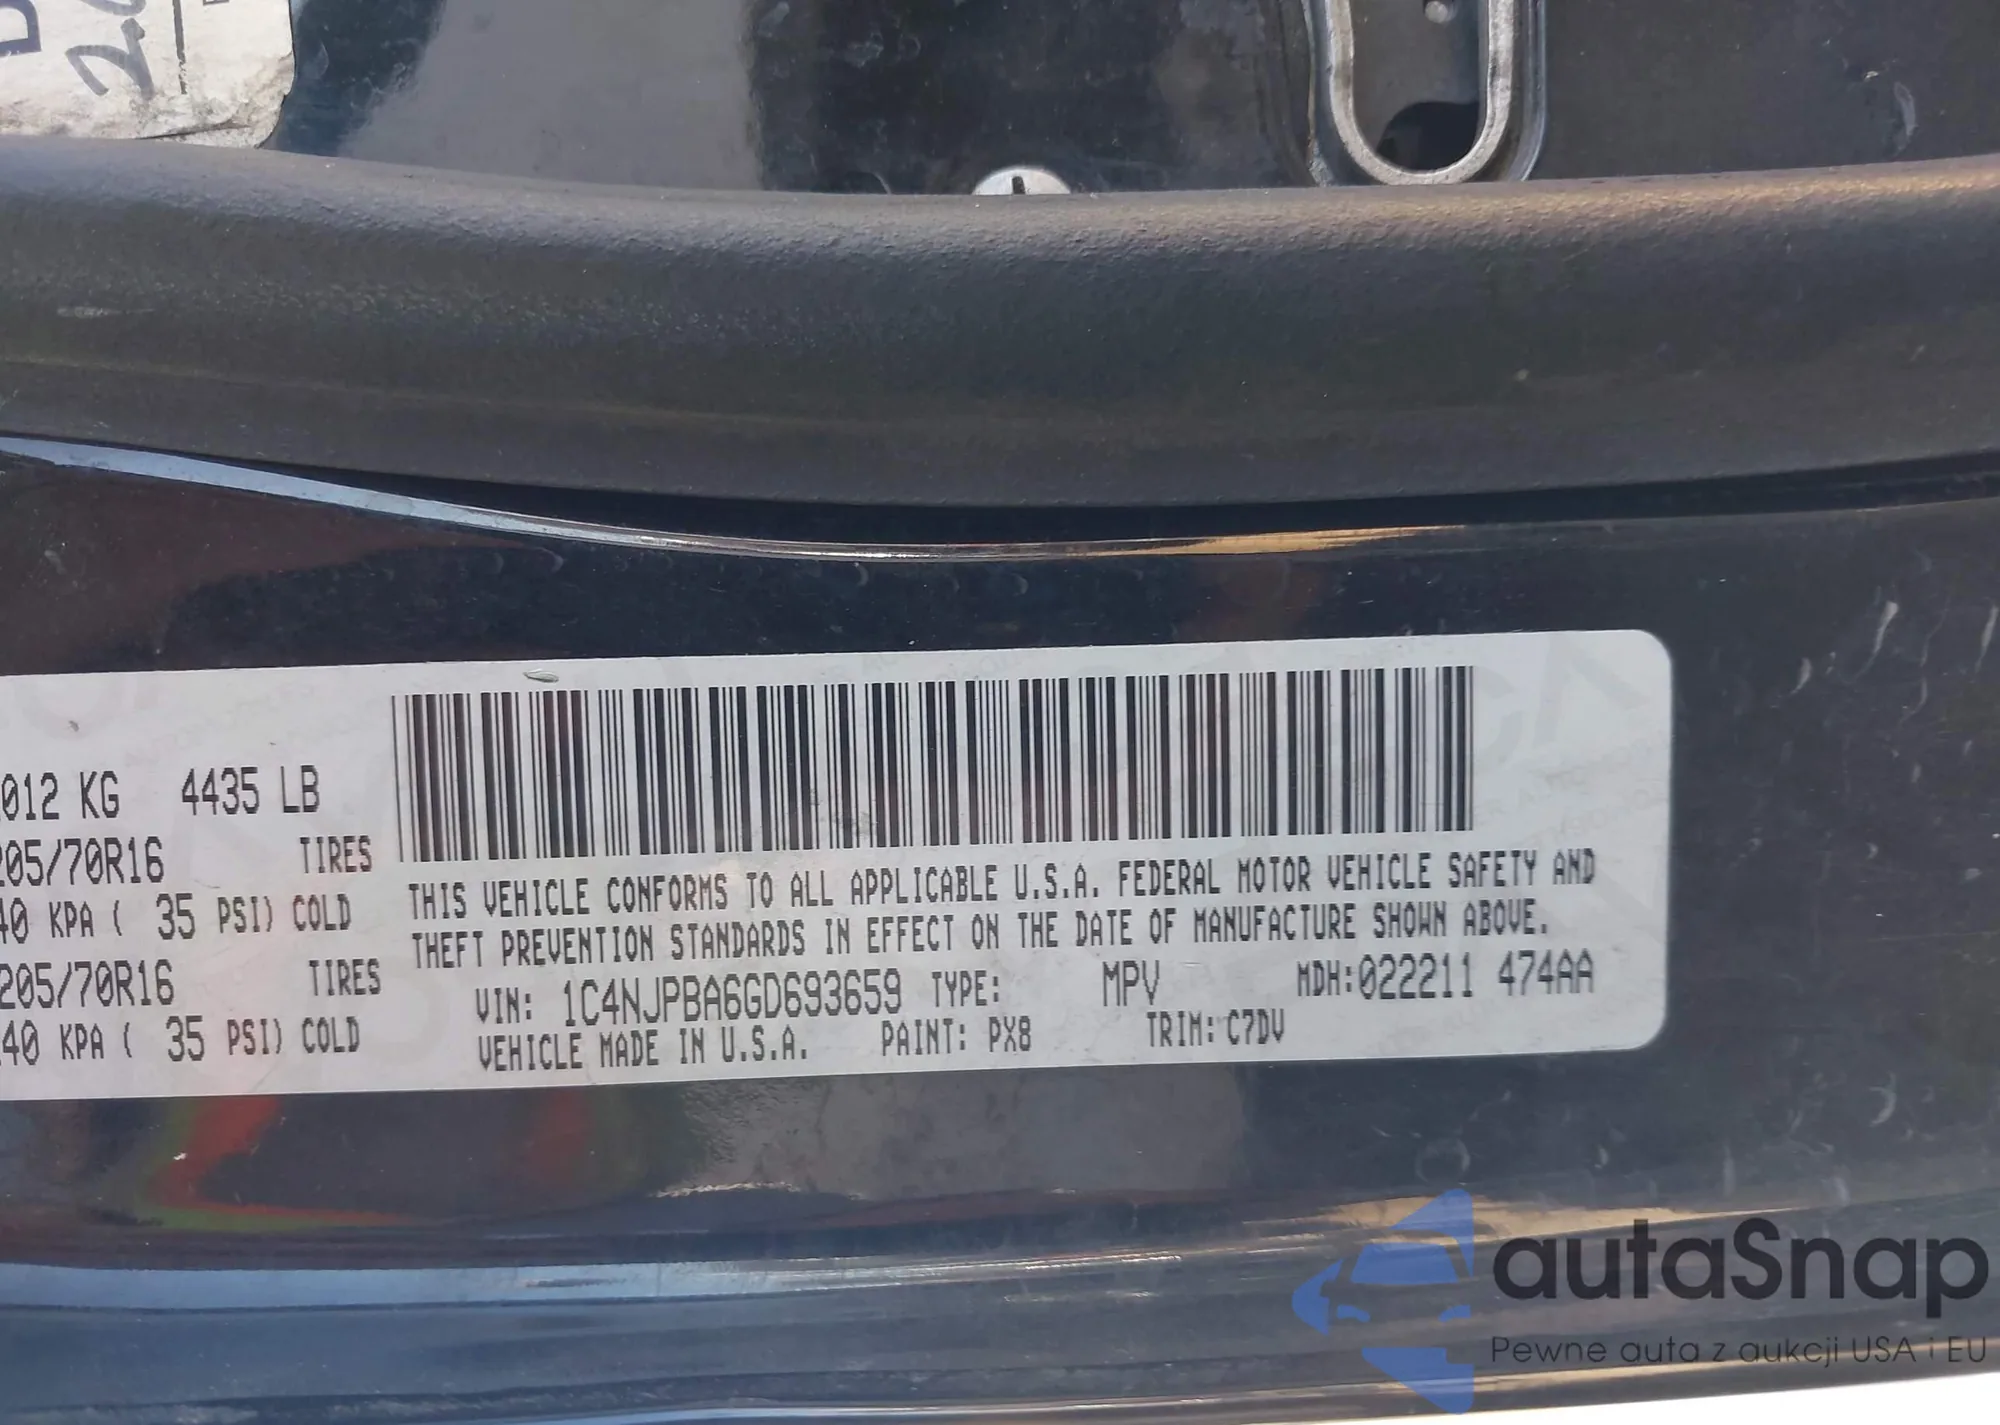 012 KG 4435 LB
205/70R16 TIRES
40 KPA ( 35 PSI) COLD
205/70R16 TIRES
40 KPA ( 35 PSI) COLD
THIS VEHICLE CONFORMS TO ALL APPLICABLE U.S.A. FEDERAL MOTOR VEHICLE SAFETY AND
THEFT PREVENTION STANDARDS IN EFFECT ON THE DATE OF MANUFACTURE SHOWN ABOVE.
VIN: 1C4NJPBA6GD693659 TYPE: MPV MDH:022211 474AA
VEHICLE MADE IN U.S.A. PAINT: PX8 TRIM: C7DV
autaSnap
Pewne auta z aukcji USA i EU